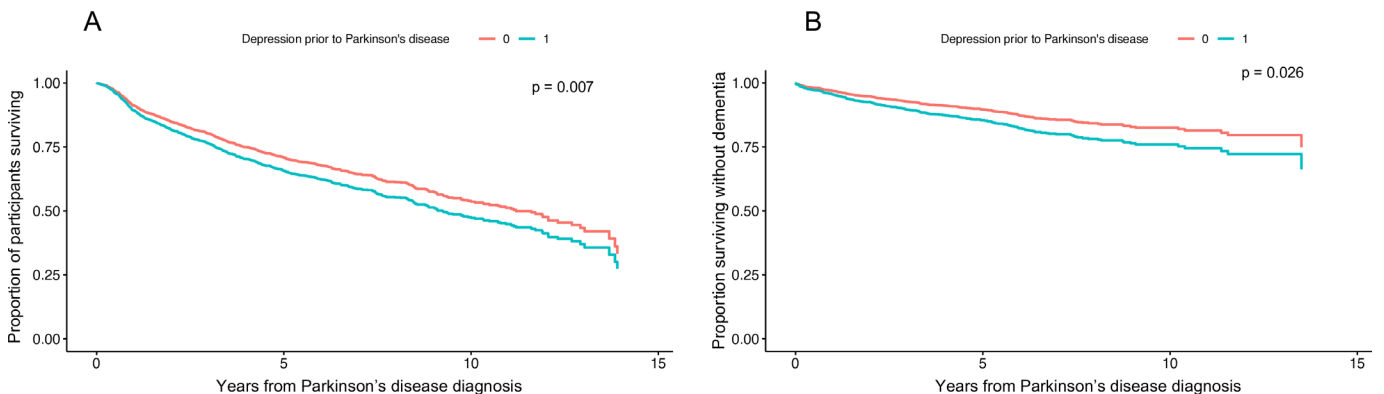 A
Depression prior to Parkinson's disease 0 1
p = 0.007
Proportion of participants surviving
1.00
0.75
0.50
0.25
0.00
0 5 10 15
Years from Parkinson's disease diagnosis
B
Depression prior to Parkinson's disease 0 1
p = 0.026
Proportion surviving without dementia
1.00
0.75
0.50
0.25
0.00
0 5 10 15
Years from Parkinson's disease diagnosis